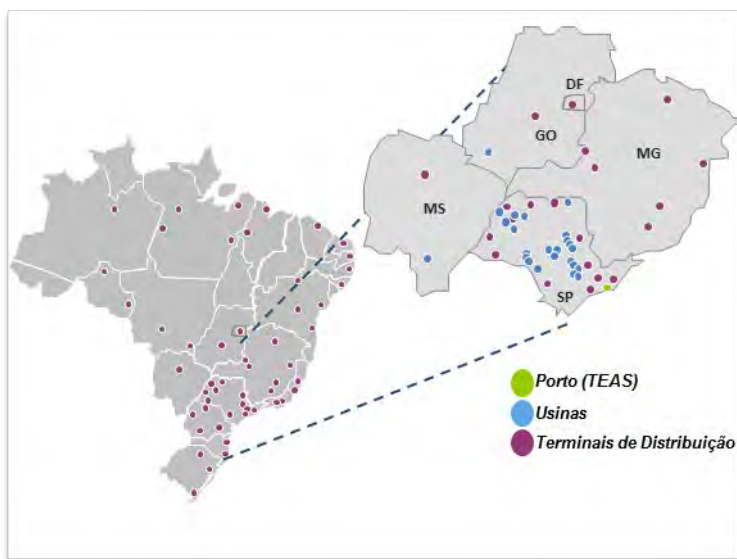 DF
GO
MG
MS
SP
Porto (TEAS)
Usinas
Terminais de Distribuição